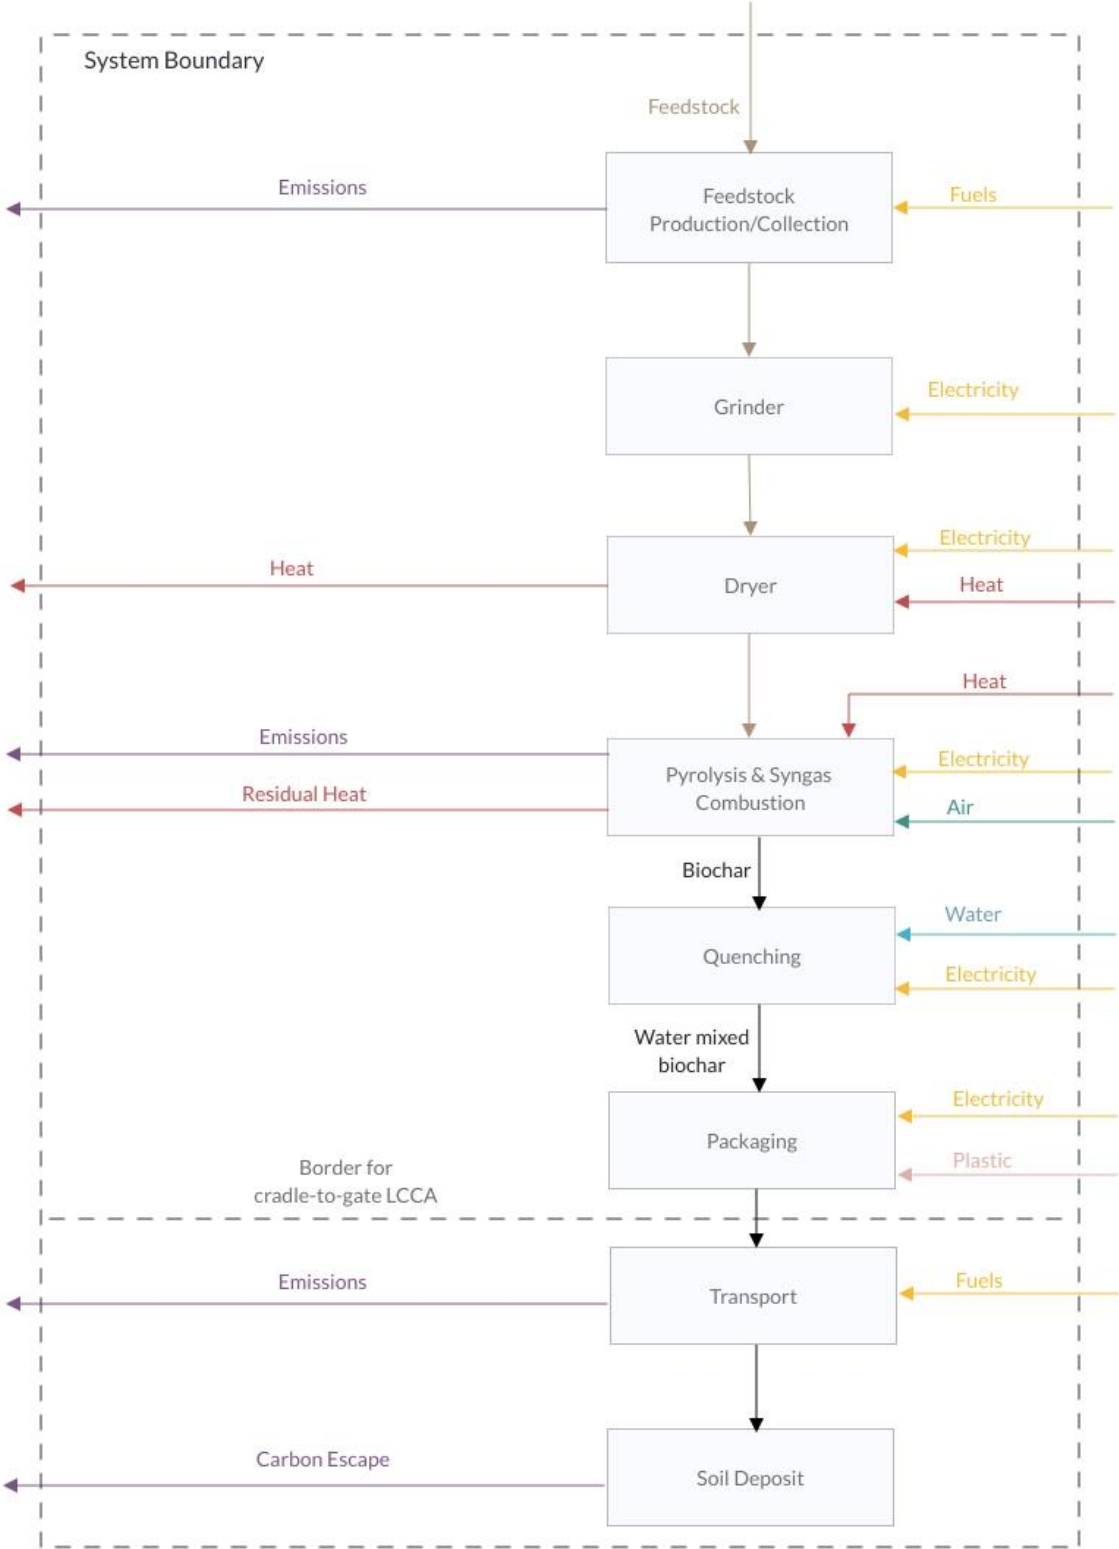 System Boundary
Feedstock
Emissions
Feedstock
Production/Collection
Fuels
Grinder
Electricity
Electricity
Heat
Dryer
Heat
Heat
Emissions
Pyrolysis & Syngas
Combustion
Electricity
Residual Heat
Air
Biochar
Water
Quenching
Electricity
Water mixed
biochar
Electricity
Packaging
Plastic
Border for
cradle-to-gate LCCA
Emissions
Transport
Fuels
Carbon Escape
Soil Deposit